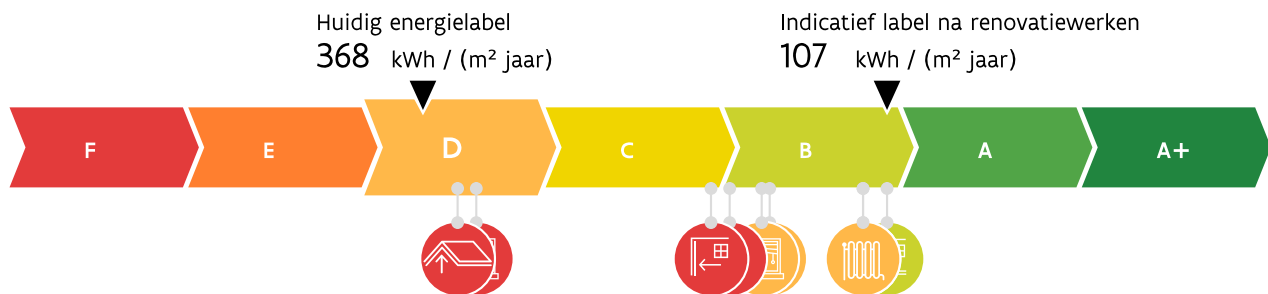 Huidig energielabel
368 kWh / (m² jaar)
Indicatief label na renovatiewerken
107 kWh / (m² jaar)
F
E
D
C
B
A
A+